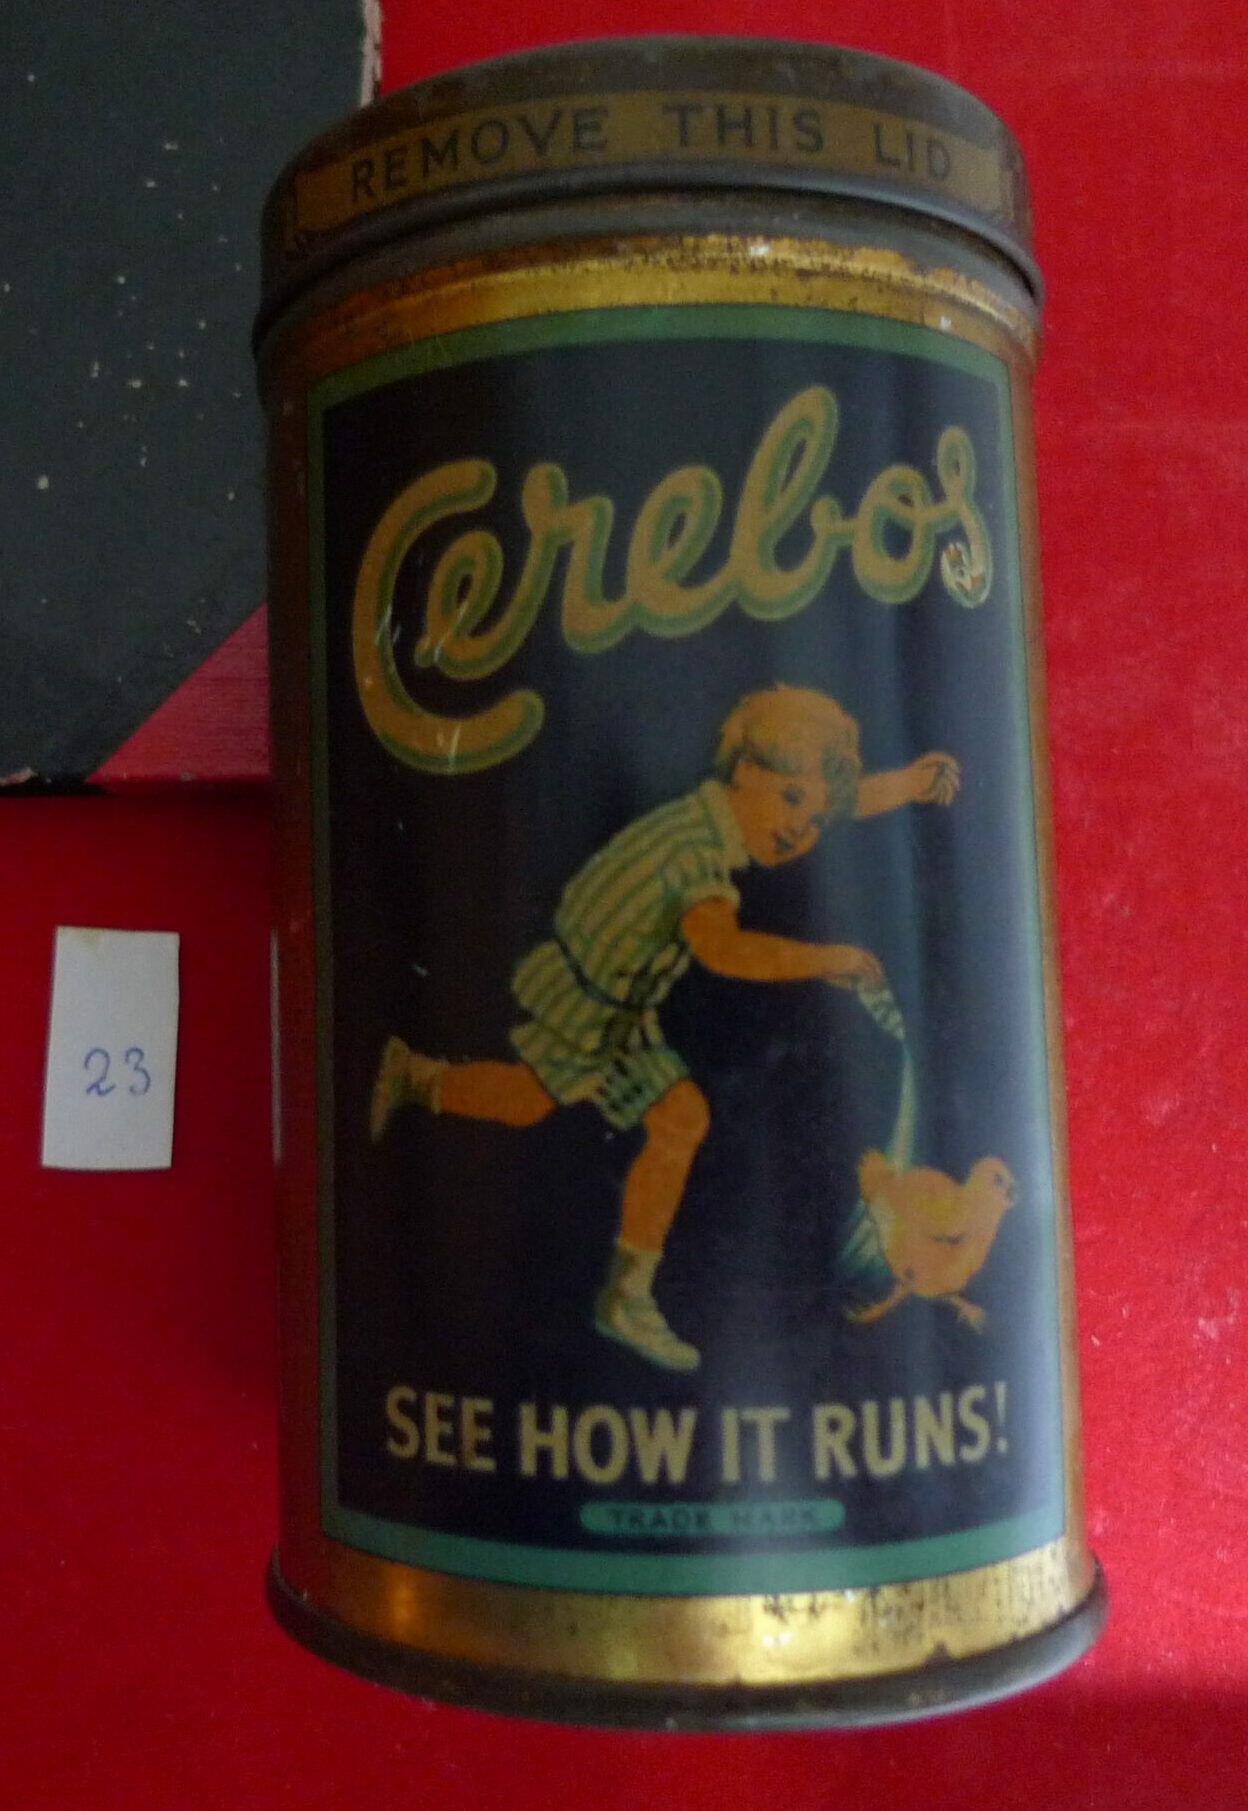 REMOVE THIS LID
Cerebos
23
SEE HOW IT RUNS!
TRADE MARK